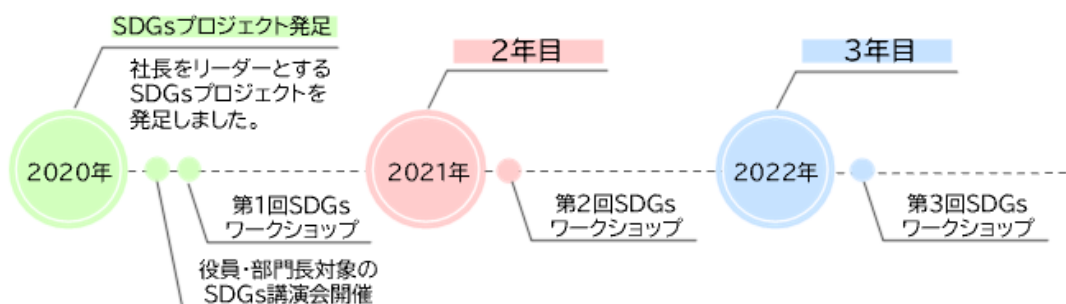 SDGsプロジェクト発足
社長をリーダーとする
SDGsプロジェクトを
発足しました。
2020年
第1回SDGs
ワークショップ
役員・部門長対象の
SDGs講演会開催
2年目
2021年
第2回SDGs
ワークショップ
3年目
2022年
第3回SDGs
ワークショップ